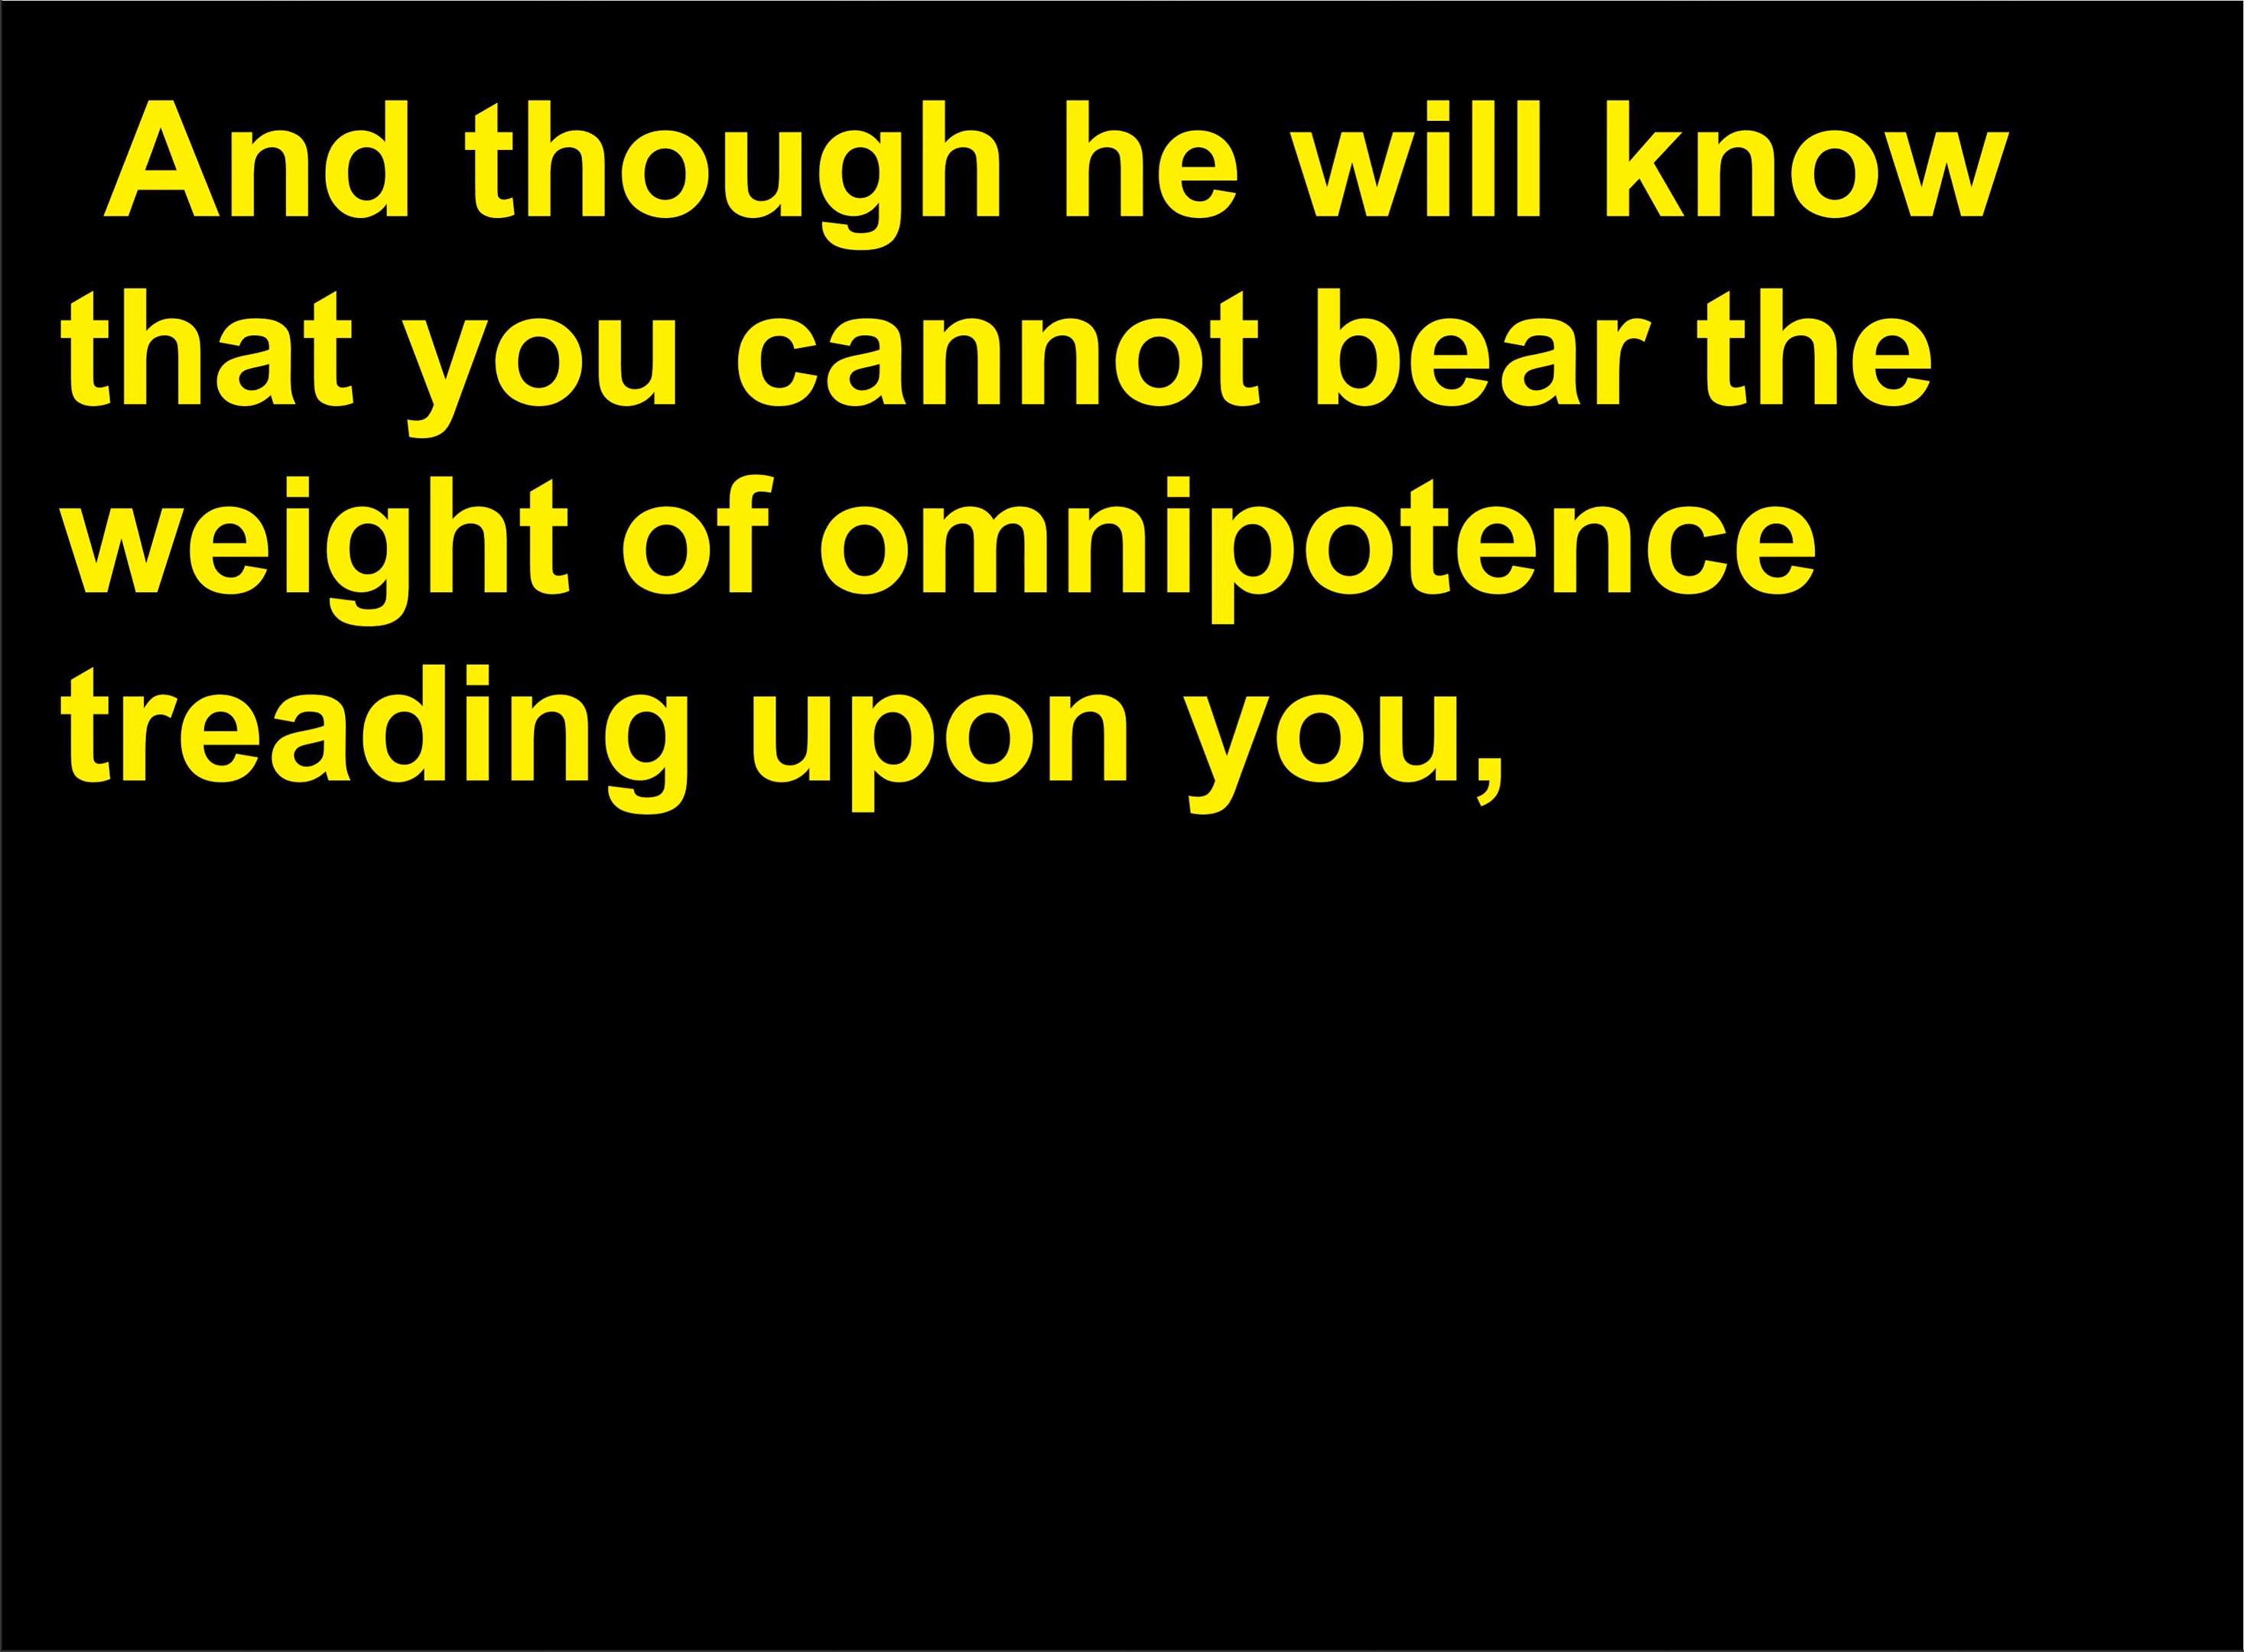 And though he will know
that you cannot bear the
weight of omnipotence
treading upon you,